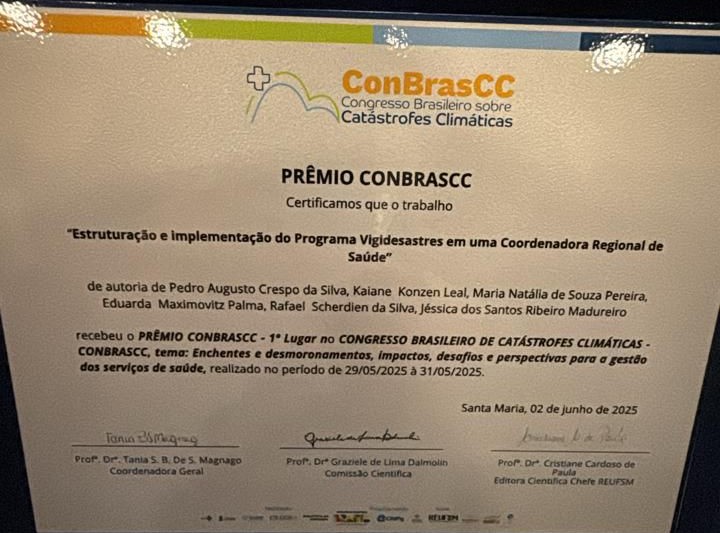 ConBrasCC
Congresso Brasileiro sobre
Catástrofes Climáticas
PRÊMIO CONBRASCC
Certificamos que o trabalho
"Estruturação e implementação do Programa Vigidesastres em uma Coordenadora Regional de
Saúde"
de autoria de Pedro Augusto Crespo da Silva, Kaiane Konzen Leal, Maria Natália de Souza Pereira,
Eduarda Maximovitz Palma, Rafael Scherdien da Silva, Jéssica dos Santos Ribeiro Madureiro
recebeu o PRÊMIO CONBRASCC - 1º Lugar no CONGRESSO BRASILEIRO DE CATÁSTROFES CLIMÁTICAS -
CONBRASCC, tema: Enchentes e desmoronamentos, impactos, desafios e perspectivas para a gestão
dos serviços de saúde, realizado no período de 29/05/2025 à 31/05/2025.
Santa Maria, 02 de junho de 2025
Profª. Drª. Tania S. B. De S. Magnago
Coordenadora Geral
Profª. Drª Graziele de Lima Dalmolin
Comissão Científica
Profª. Drª. Cristiane Cardoso de
Paula
Editora Científica Chefe REUFSM
CNPq
REUFSM